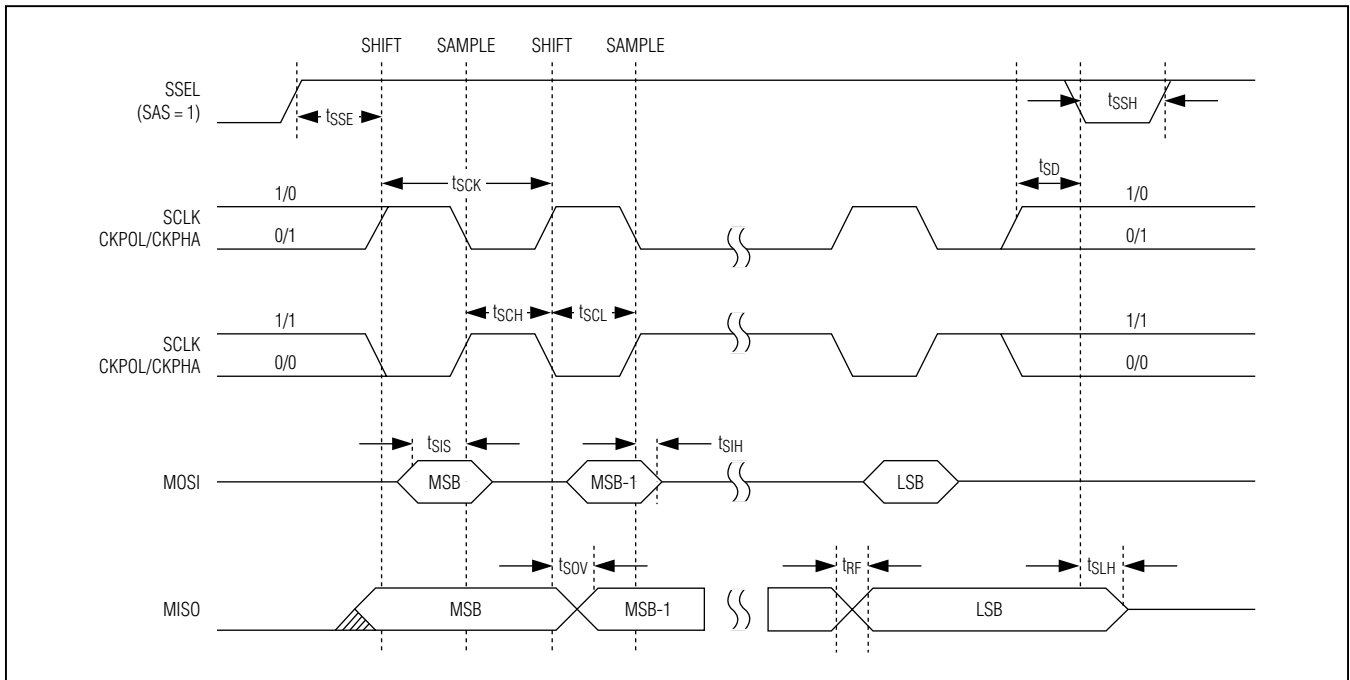 SHIFT SAMPLE SHIFT SAMPLE
SSEL
(SAS = 1)
tSSE
tSSH
tSCK
tSD
1/0 1/0
SCLK
CKPOL/CKPHA
0/1 0/1
tSCH tSCL
1/1 1/1
SCLK
CKPOL/CKPHA
0/0 0/0
tSIS tSIH
MOSI MSB MSB-1 LSB
tSOV tRF tSLH
MISO MSB MSB-1 LSB